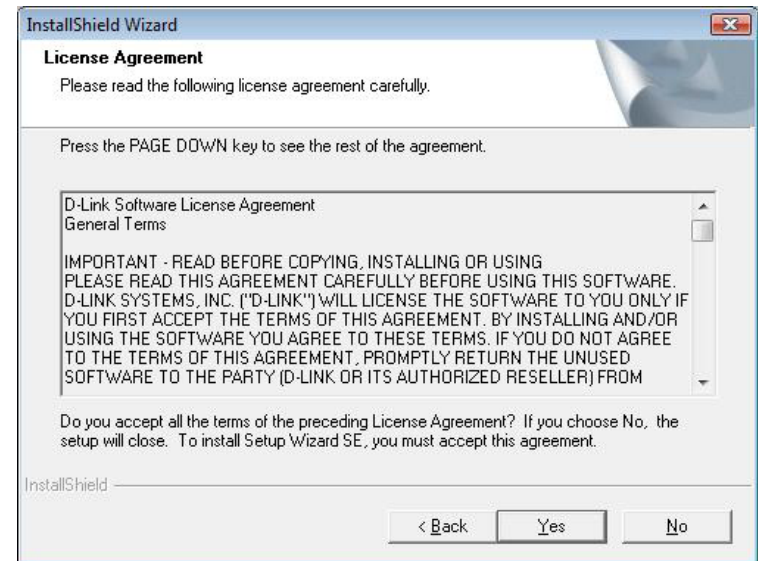 InstallShield Wizard
License Agreement
Please read the following license agreement carefully.
Press the PAGE DOWN key to see the rest of the agreement.
D-Link Software License Agreement
General Terms
IMPORTANT - READ BEFORE COPYING, INSTALLING OR USING
PLEASE READ THIS AGREEMENT CAREFULLY BEFORE USING THIS SOFTWARE.
D-LINK SYSTEMS, INC. ("D-LINK") WILL LICENSE THE SOFTWARE TO YOU ONLY IF
YOU FIRST ACCEPT THE TERMS OF THIS AGREEMENT. BY INSTALLING AND/OR
USING THE SOFTWARE YOU AGREE TO THESE TERMS. IF YOU DO NOT AGREE
TO THE TERMS OF THIS AGREEMENT, PROMPTLY RETURN THE UNUSED
SOFTWARE TO THE PARTY (D-LINK OR ITS AUTHORIZED RESELLER) FROM
Do you accept all the terms of the preceding License Agreement? If you choose No, the
setup will close. To install Setup Wizard SE, you must accept this agreement.
InstallShield
< Back Yes No